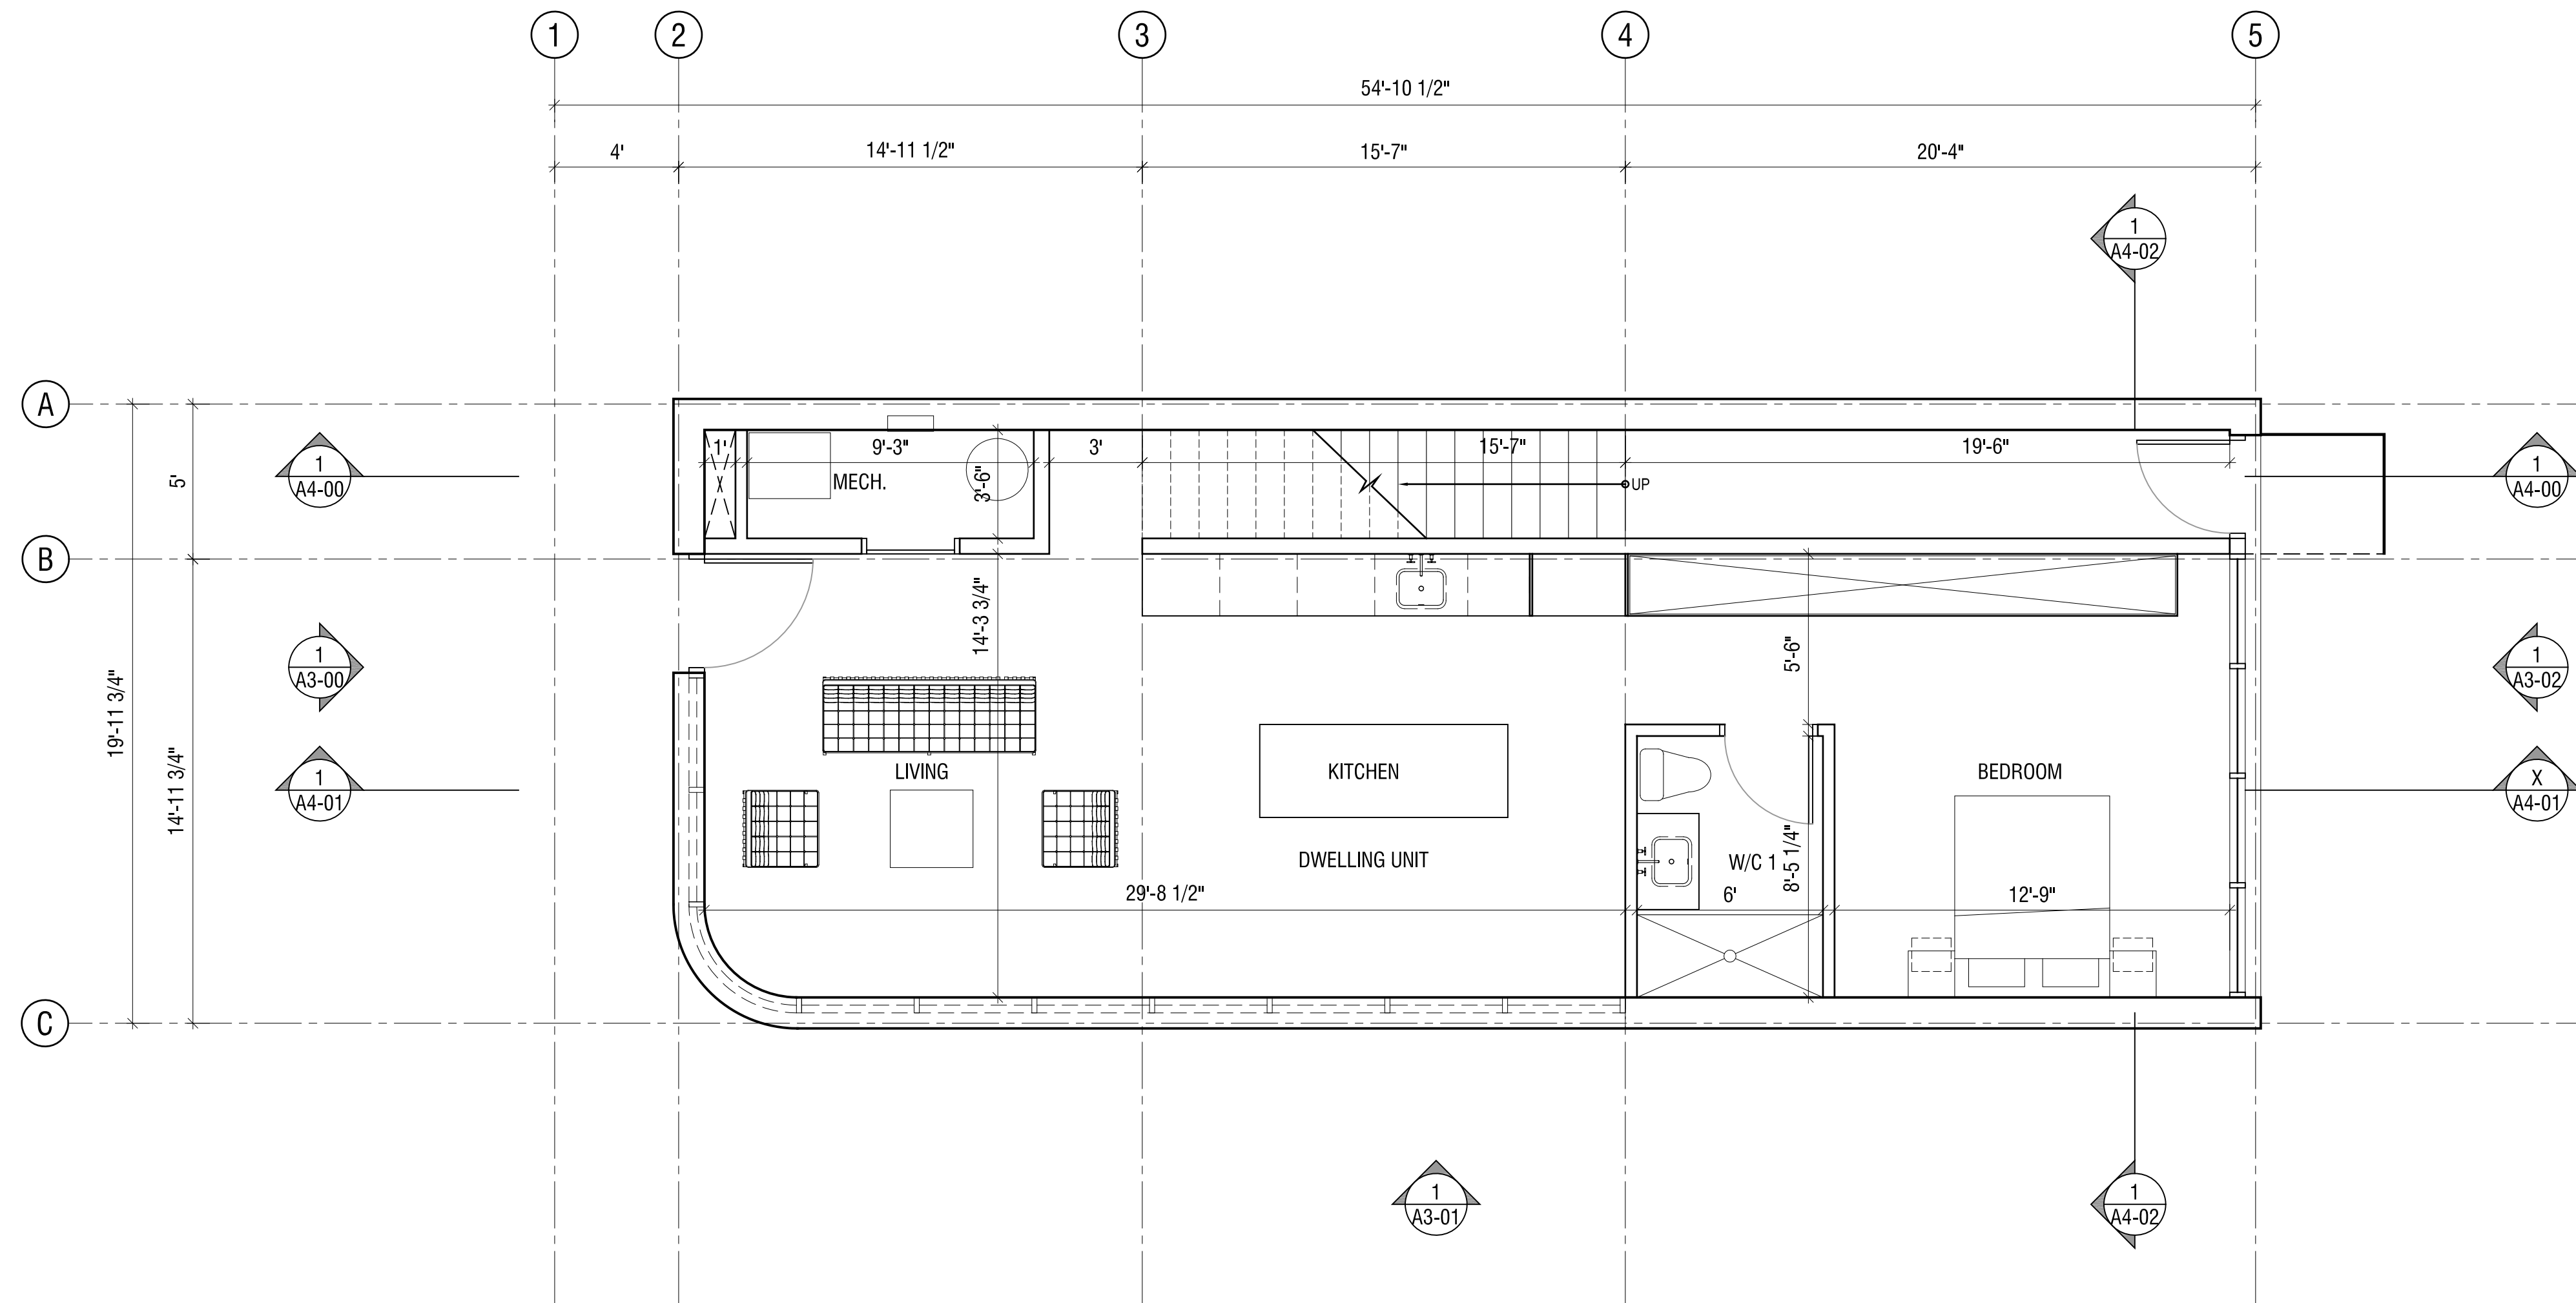 1
2
3
4
5
54'-10 1/2"
4'
14'-11 1/2"
15'-7"
20'-4"
1
A4-02
A
1'
9'-3"
3'
15'-7"
19'-6"
5'
1
A4-00
MECH.
3'-6"
UP
1
A4-00
B
14'-3 3/4"
5'-6"
1
A3-00
1
A3-02
19'-11 3/4"
14'-11 3/4"
LIVING
KITCHEN
BEDROOM
1
A4-01
X
A4-01
DWELLING UNIT
W/C 1
8'-5 1/4"
29'-8 1/2"
6'
12'-9"
C
1
A3-01
1
A4-02